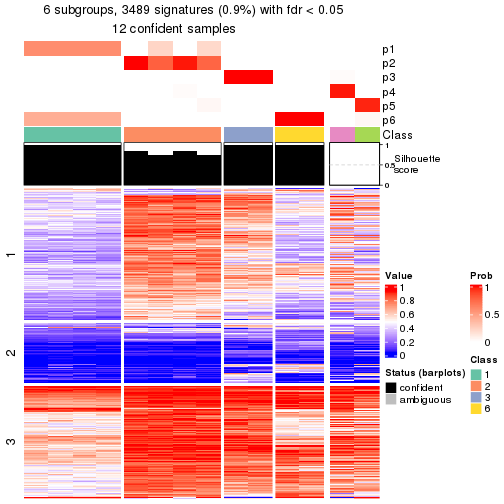 6 subgroups, 3489 signatures (0.9%) with fdr < 0.05
12 confident samples
p1
p2
p3
p4
p5
p6
Class
1
0.5
0
Silhouette
score
1
2
3
Value
1
0.8
0.6
0.4
0.2
0
Prob
1
0.5
0
Status (barplots)
confident
ambiguous
Class
1
2
3
6